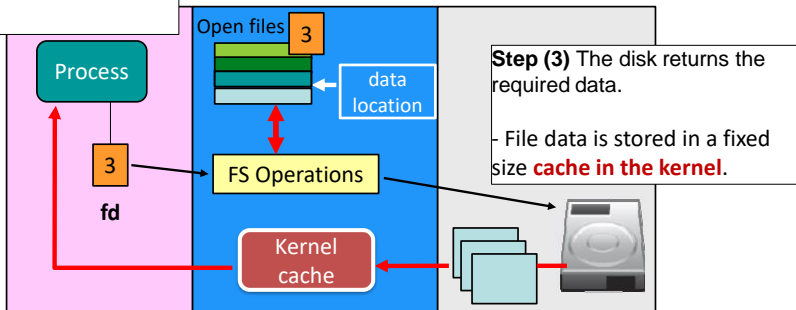 Open files
3
Process
data
location
Step (3) The disk returns the
required data.
- File data is stored in a fixed
size cache in the kernel.
3
FS Operations
fd
Kernel
cache